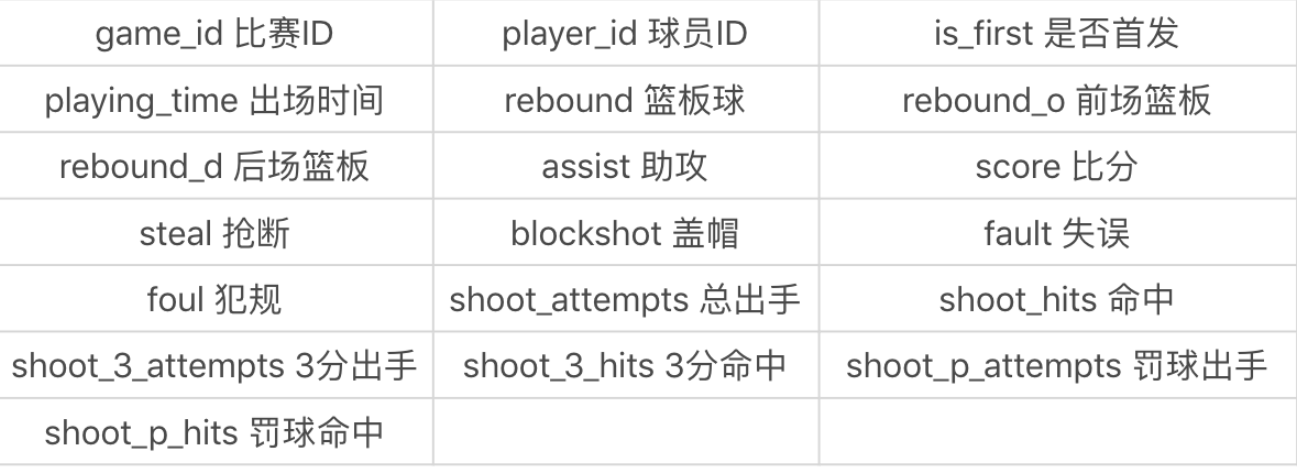 game_id 比赛ID player_id 球员ID is_first 是否首发
playing_time 出场时间 rebound 篮板球 rebound_o 前场篮板
rebound_d 后场篮板 assist 助攻 score 比分
steal 抢断 blockshot 盖帽 fault 失误
foul 犯规 shoot_attempts 总出手 shoot_hits 命中
shoot_3_attempts 3分出手 shoot_3_hits 3分命中 shoot_p_attempts 罚球出手
shoot_p_hits 罚球命中